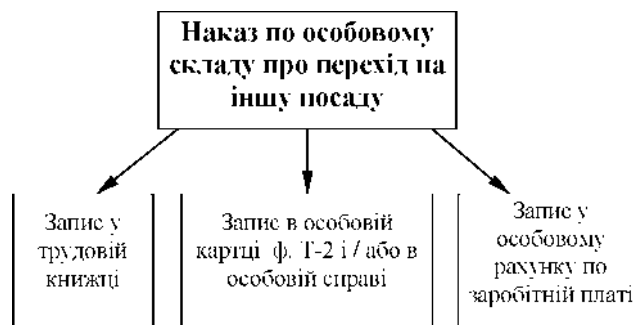 Наказ по особовому
складу про перехід на
іншу посаду
Запис у
трудовій
книжці
Запис в особовій
картці ф. Т-2 і / або в
особовій справі
Запис у
особовому
рахунку по
заробітній платі